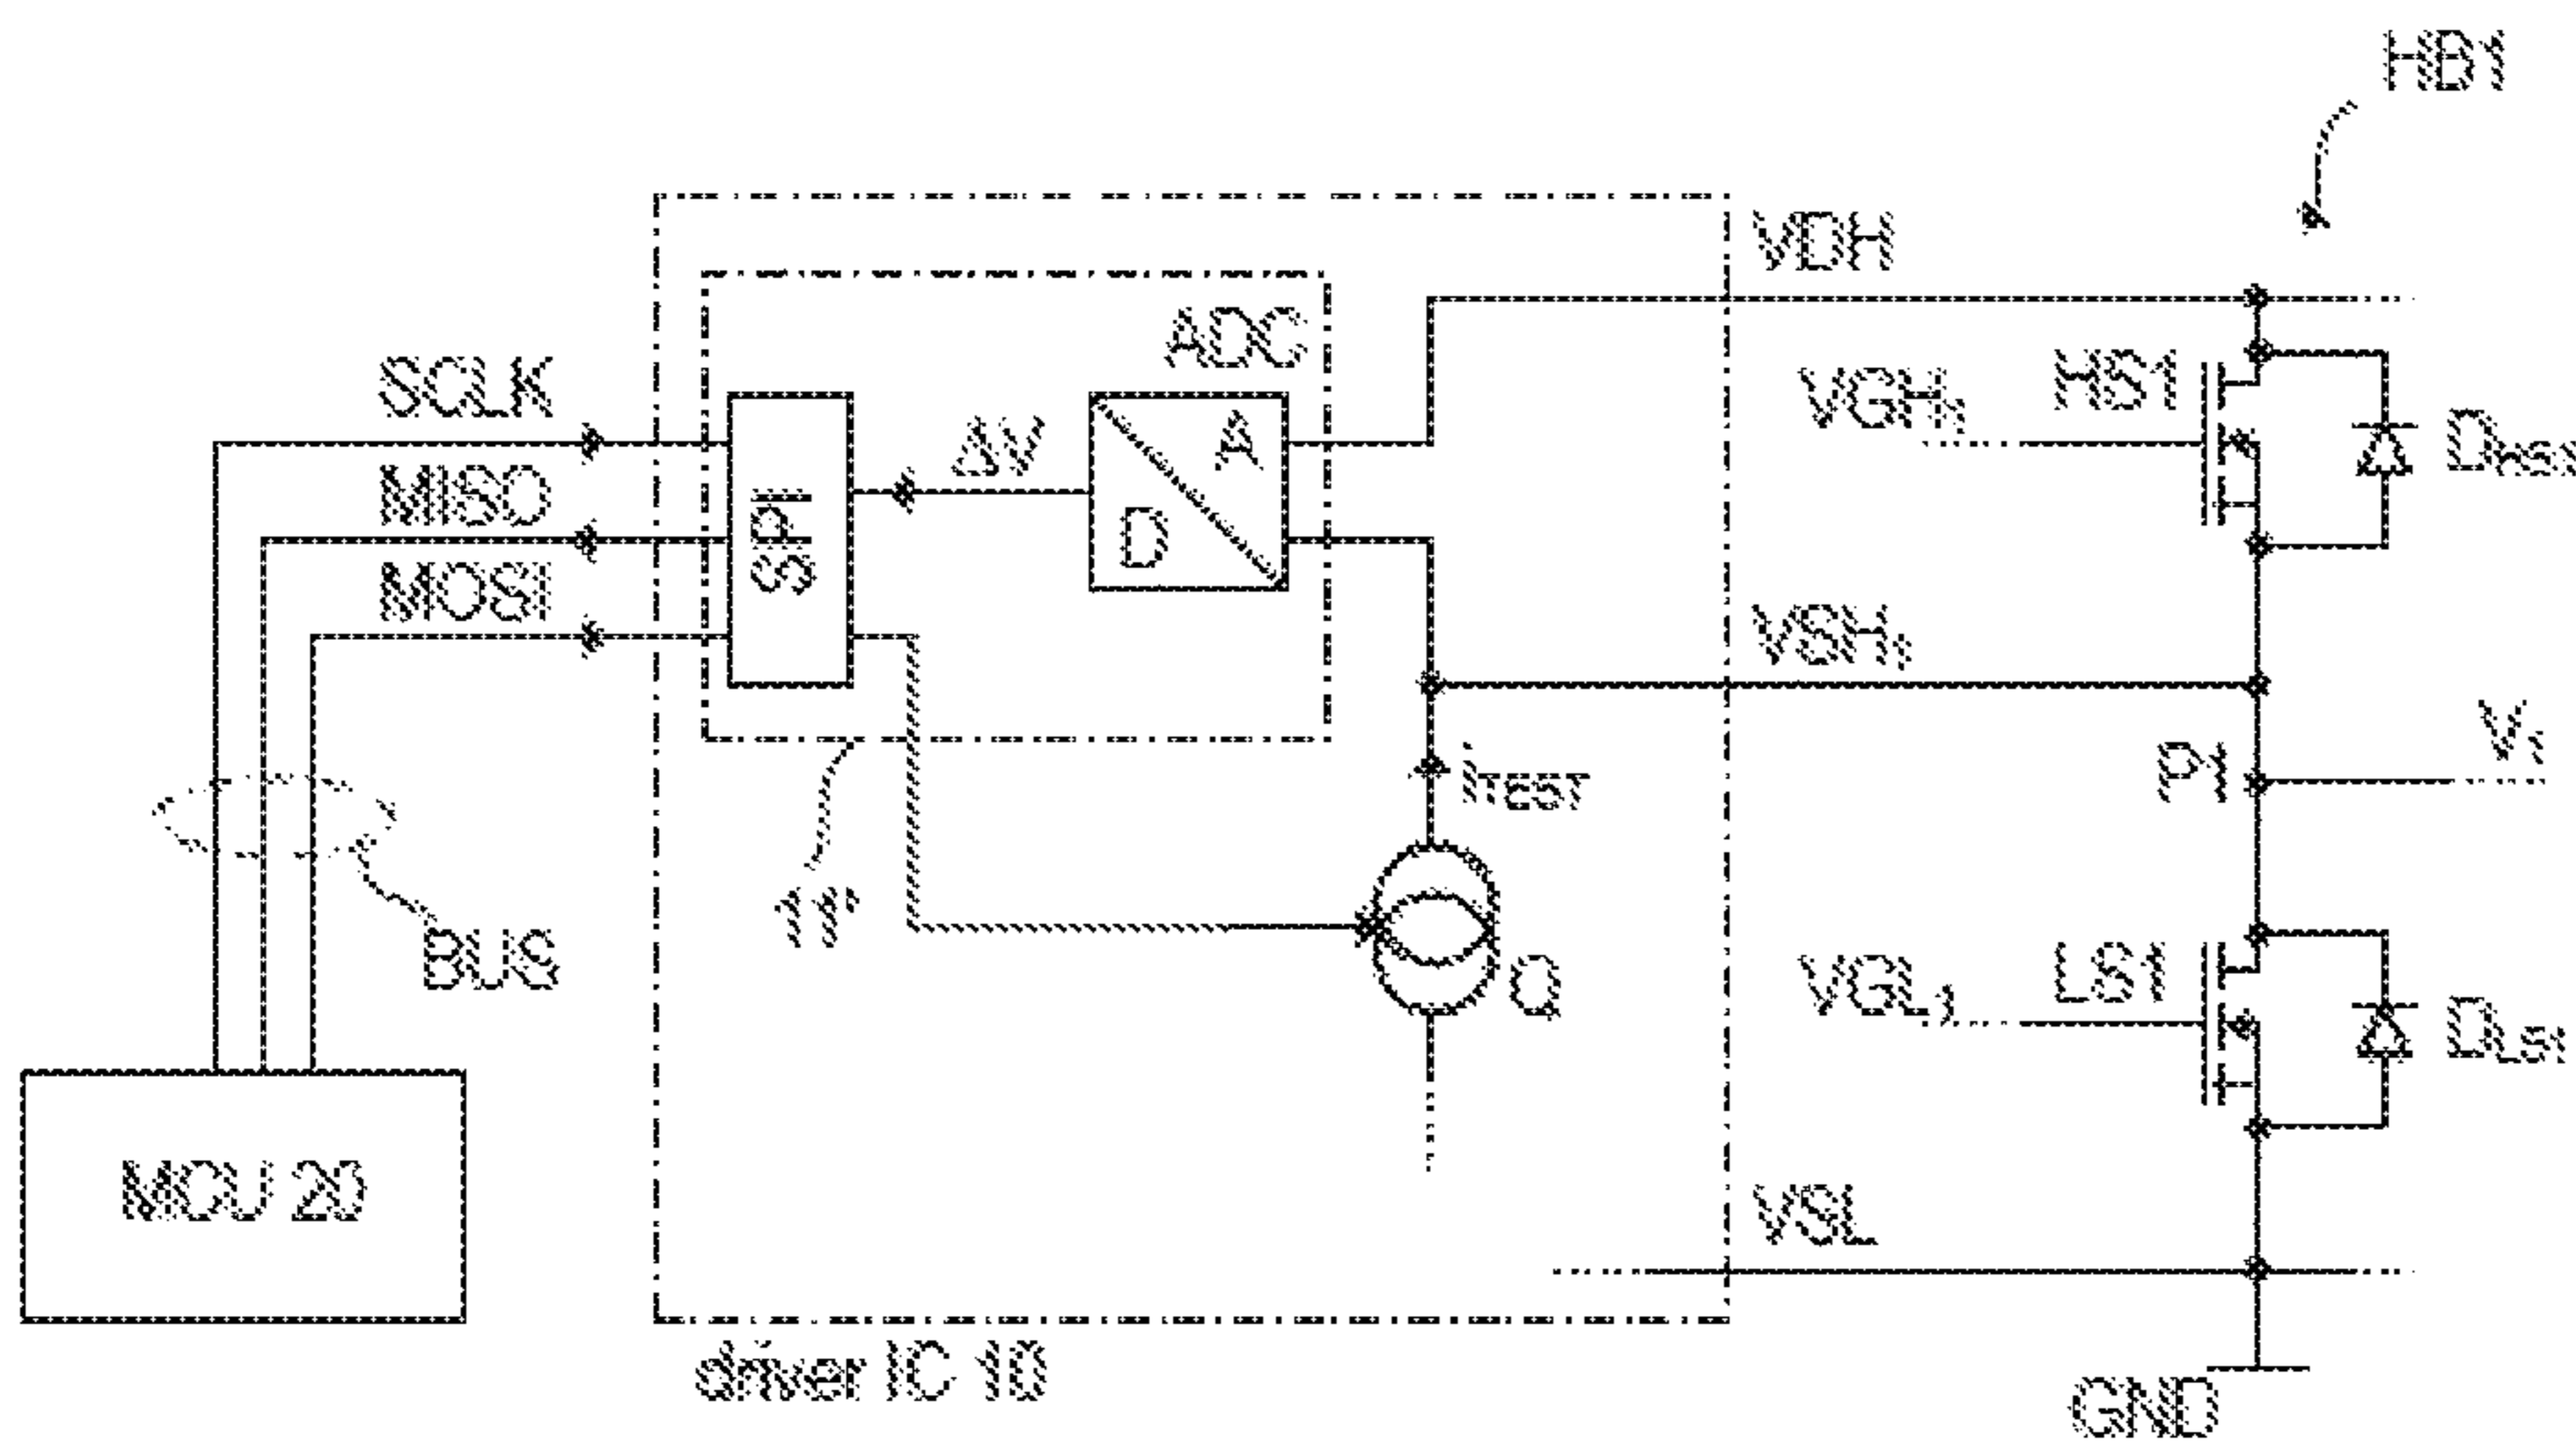 HB1
VDH
ADC
SCLK
VGH₁
HS1
A
ΔV
MISO
D
SPI
MOSI
VSH₁
V₁
P1
iTEST
11'
BUS
VGL₁
LS1
Q
DLS1
MCU 20
VSL
driver IC 10
GND